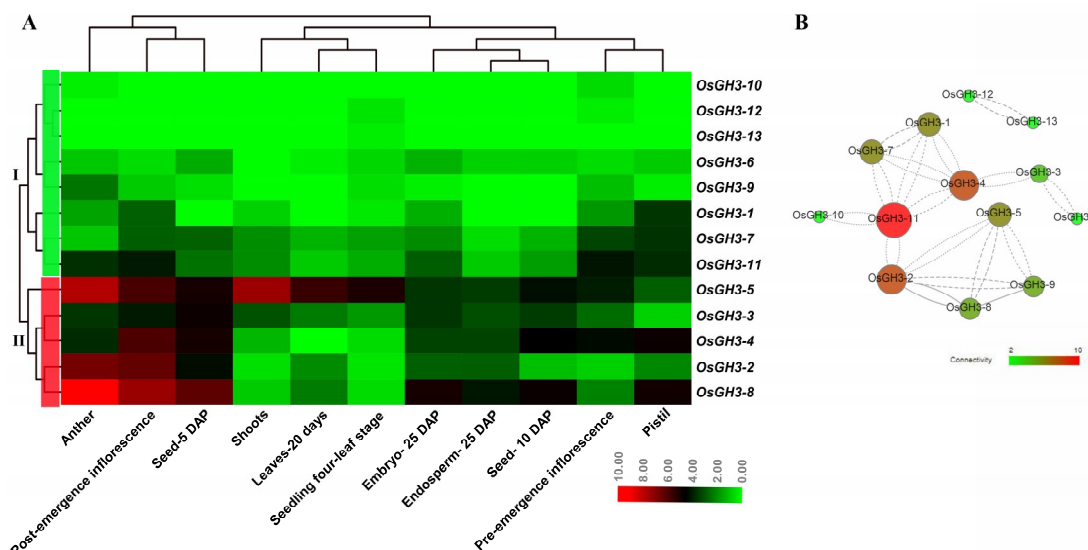 A
I
II
OsGH3-10
OsGH3-12
OsGH3-13
OsGH3-6
OsGH3-9
OsGH3-1
OsGH3-7
OsGH3-11
OsGH3-5
OsGH3-3
OsGH3-4
OsGH3-2
OsGH3-8
Anther
Post-emergence inflorescence
Seed-5 DAP
Shoots
Leaves-20 days
Seedling four-leaf stage
Embryo- 25 DAP
Endosperm- 25 DAP
Seed- 10 DAP
Pre-emergence inflorescence
Pistil
10.00
8.00
6.00
4.00
2.00
0.00
B
OsGH3-12
OsGH3-13
OsGH3-1
OsGH3-7
OsGH3-4
OsGH3-3
OsGH3
OsGH3-10
OsGH3-11
OsGH3-5
OsGH3-2
OsGH3-9
OsGH3-8
Connectivity
2
10